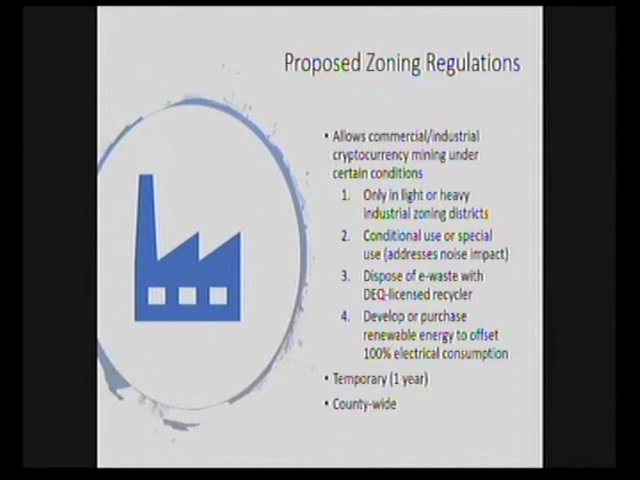 Proposed Zoning Regulations
• Allows commercial/industrial
cryptocurrency mining under
certain conditions
1. Only in light or heavy
industrial zoning districts
2. Conditional use or special
use (addresses noise impact)
3. Dispose of e-waste with
DEQ-licensed recycler
4. Develop or purchase
renewable energy to offset
100% electrical consumption
• Temporary (1 year)
• County-wide